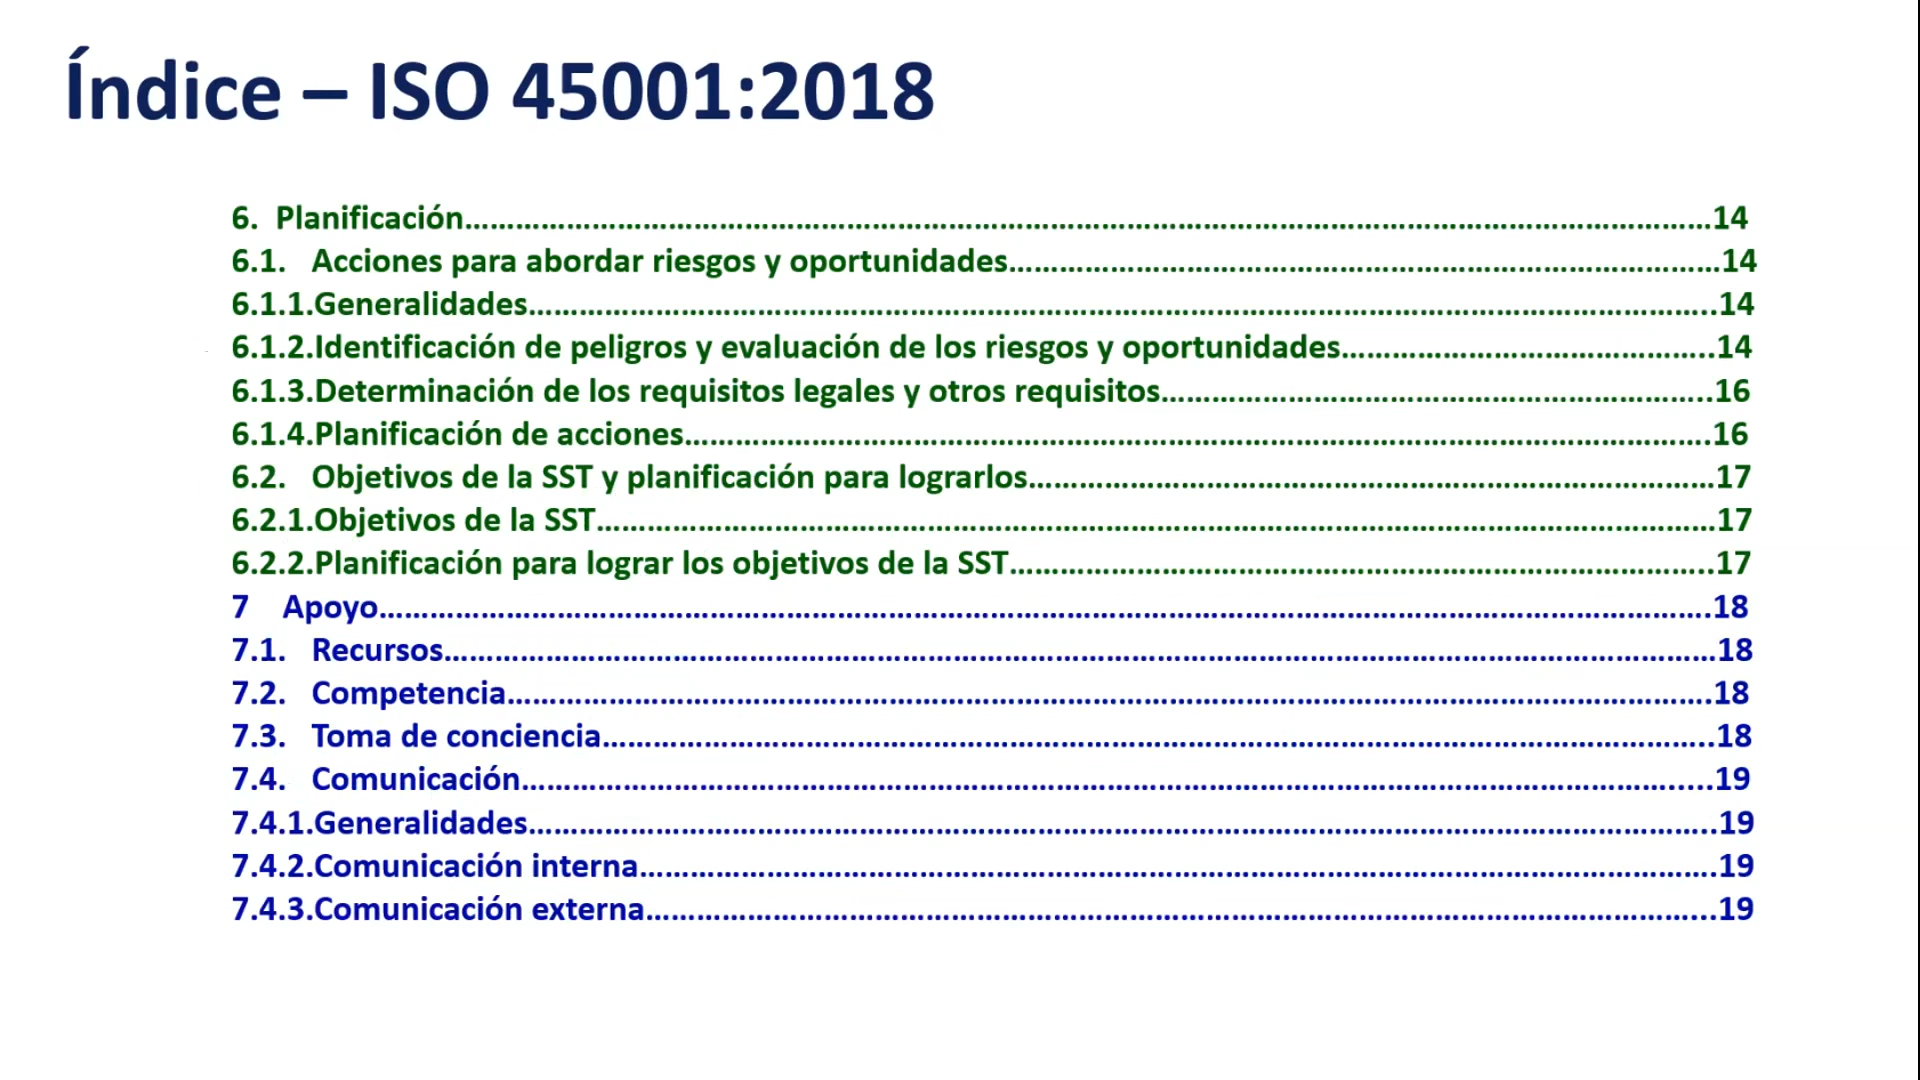 Índice – ISO 45001:2018
6. Planificación……………………………………………………………………………………………………………………………14
6.1. Acciones para abordar riesgos y oportunidades………………………………………………………………………14
6.1.1.Generalidades……………………………………………………………………………………………………………………..14
6.1.2.Identificación de peligros y evaluación de los riesgos y oportunidades……………………………………..14
6.1.3.Determinación de los requisitos legales y otros requisitos………………………………………………………..16
6.1.4.Planificación de acciones………………………………………………………………………………………………………16
6.2. Objetivos de la SST y planificación para lograrlos……………………………………………………………………17
6.2.1.Objetivos de la SST………………………………………………………………………………………………………………17
6.2.2.Planificación para lograr los objetivos de la SST……………………………………………………………………..17
7 Apoyo……………………………………………………………………………………………………………………………………18
7.1. Recursos………………………………………………………………………………………………………………………………18
7.2. Competencia………………………………………………………………………………………………………………………..18
7.3. Toma de conciencia……………………………………………………………………………………………………………..18
7.4. Comunicación……………………………………………………………………………………………………………………...19
7.4.1.Generalidades……………………………………………………………………………………………………………………..19
7.4.2.Comunicación interna…………………………………………………………………………………………………………..19
7.4.3.Comunicación externa…………………………………………………………………………………………………………..19